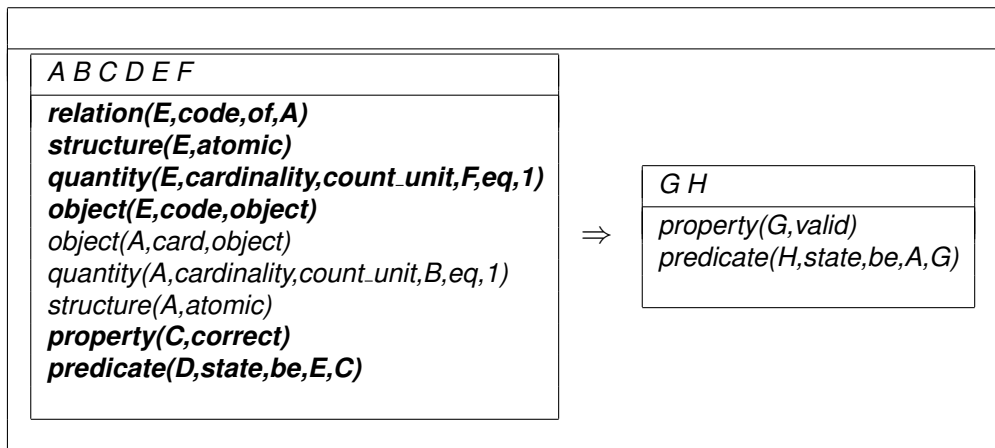 A B C D E F
relation(E,code,of,A)
structure(E,atomic)
quantity(E,cardinality,count_unit,F,eq,1)
object(E,code,object)
object(A,card,object)
quantity(A,cardinality,count_unit,B,eq,1)
structure(A,atomic)
property(C,correct)
predicate(D,state,be,E,C)
⇒
G H
property(G,valid)
predicate(H,state,be,A,G)